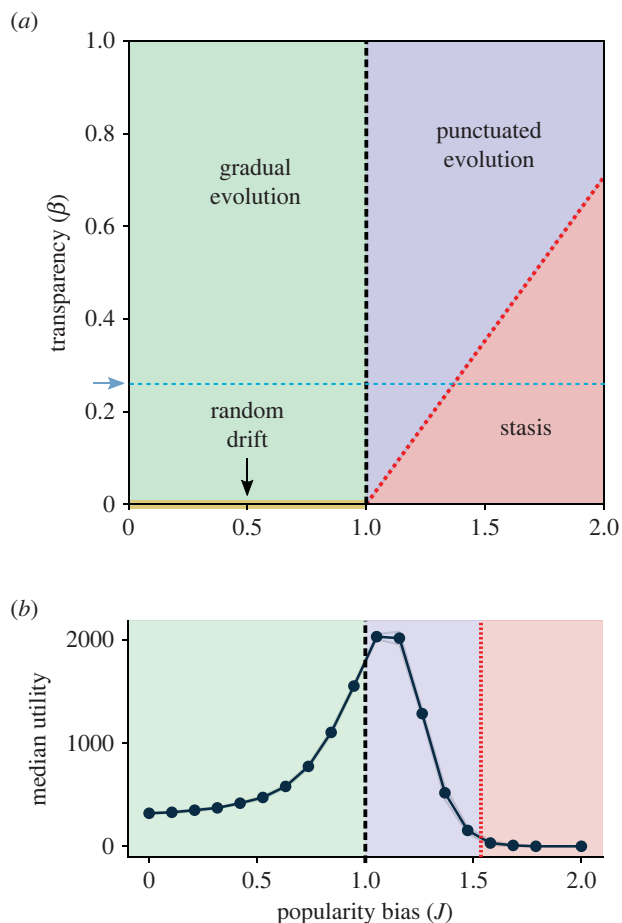 (a)
1.0
0.8
0.6
0.4
0.2
0
transparency (β)
gradual
evolution
punctuated
evolution
random
drift
stasis
0 0.5 1.0 1.5 2.0
(b)
2000
1000
0
median utility
0 0.5 1.0 1.5 2.0
popularity bias (J)